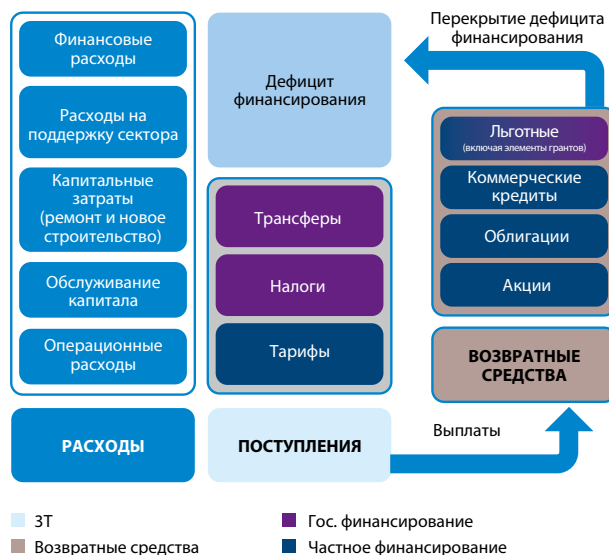 Финансовые
расходы
Расходы на
поддержку сектора
Капитальные
затраты
(ремонт и новое
строительство)
Обслуживание
капитала
Операционные
расходы
РАСХОДЫ
Дефицит
финансирования
Трансферы
Налоги
Тарифы
ПОСТУПЛЕНИЯ
Перекрытие дефицита
финансирования
Льготные
(включая элементы грантов)
Коммерческие
кредиты
Облигации
Акции
ВОЗВРАТНЫЕ
СРЕДСТВА
Выплаты
3Т
Возвратные средства
Гос. финансирование
Частное финансирование